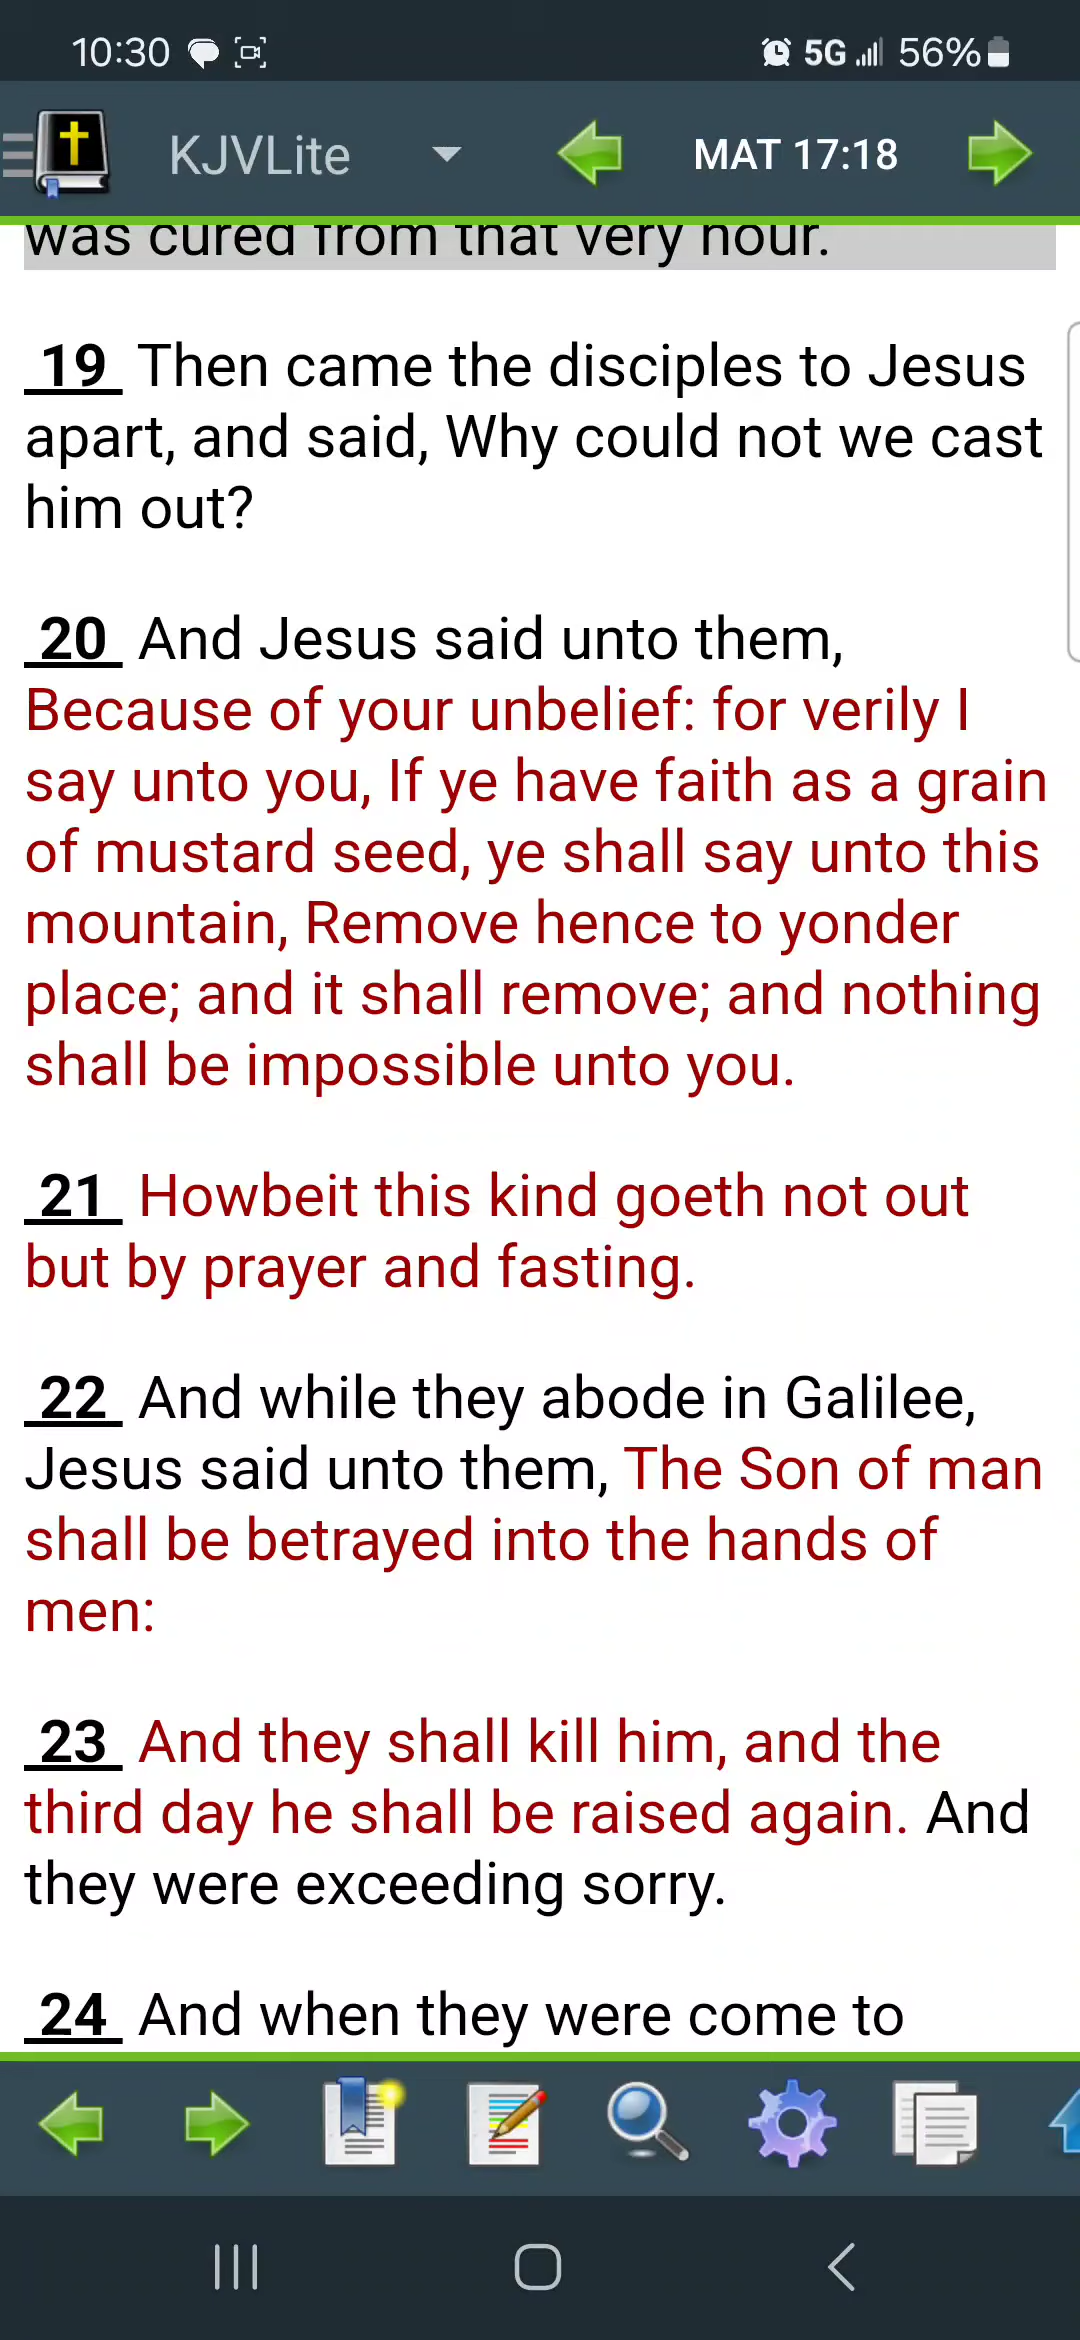 10:30 5G 56%
KJVLite MAT 17:18
was cured from that very hour.
19 Then came the disciples to Jesus
apart, and said, Why could not we cast
him out?
20 And Jesus said unto them,
Because of your unbelief: for verily I
say unto you, If ye have faith as a grain
of mustard seed, ye shall say unto this
mountain, Remove hence to yonder
place; and it shall remove; and nothing
shall be impossible unto you.
21 Howbeit this kind goeth not out
but by prayer and fasting.
22 And while they abode in Galilee,
Jesus said unto them, The Son of man
shall be betrayed into the hands of
men:
23 And they shall kill him, and the
third day he shall be raised again. And
they were exceeding sorry.
24 And when they were come to